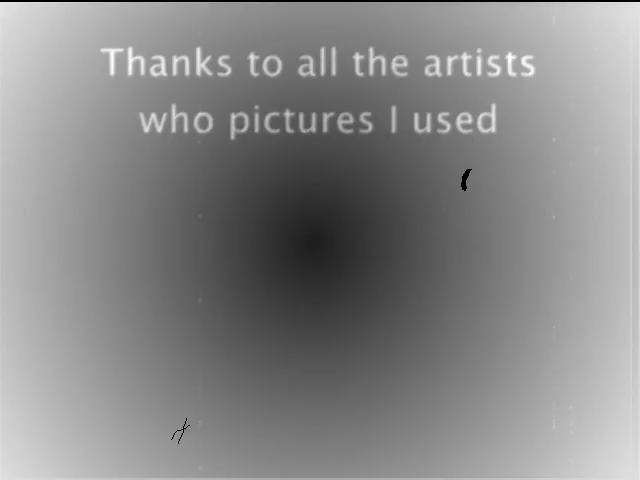 Thanks to all the artists
who pictures I used